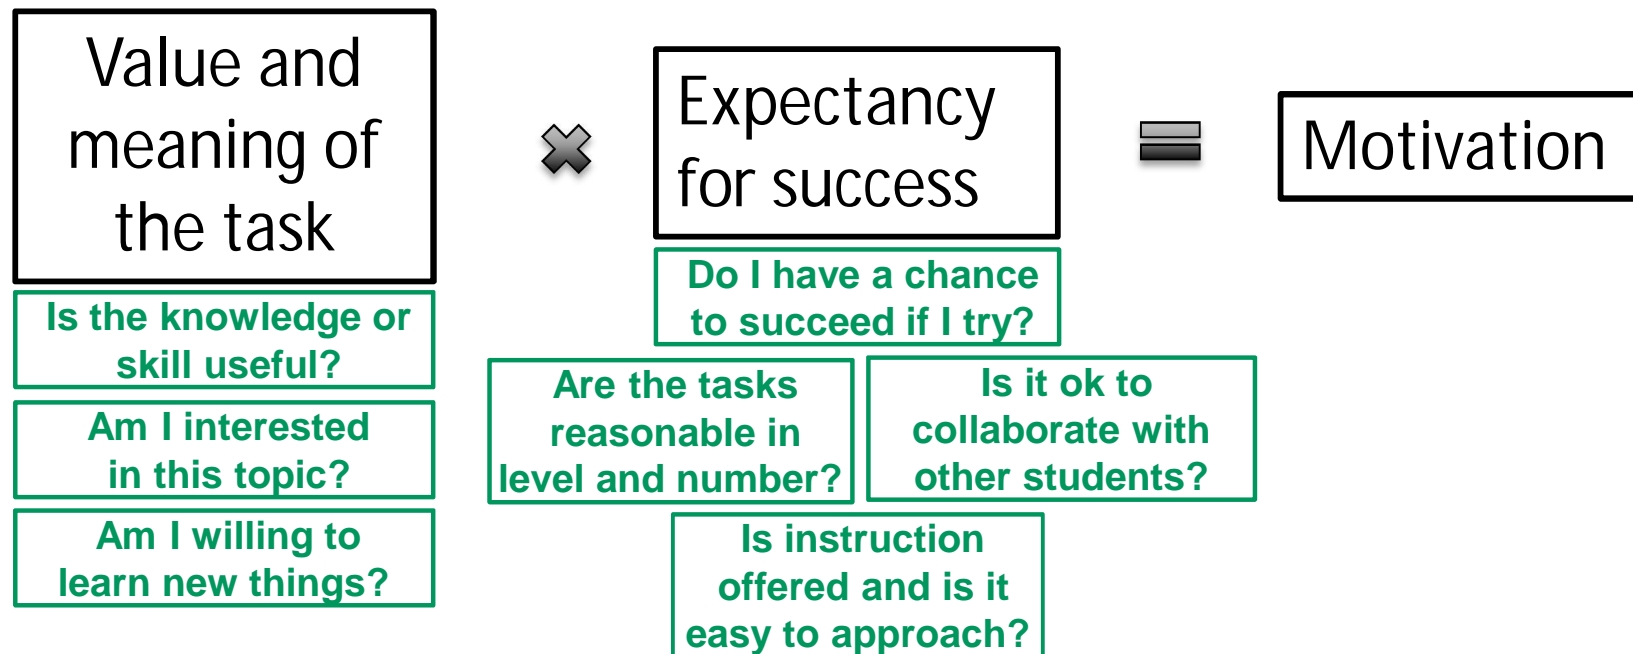 Value and
meaning of
the task
Is the knowledge or
skill useful?
Am I interested
in this topic?
Am I willing to
learn new things?
Expectancy
for success
Do I have a chance
to succeed if I try?
Are the tasks
reasonable in
level and number?
Is it ok to
collaborate with
other students?
Is instruction
offered and is it
easy to approach?
Motivation